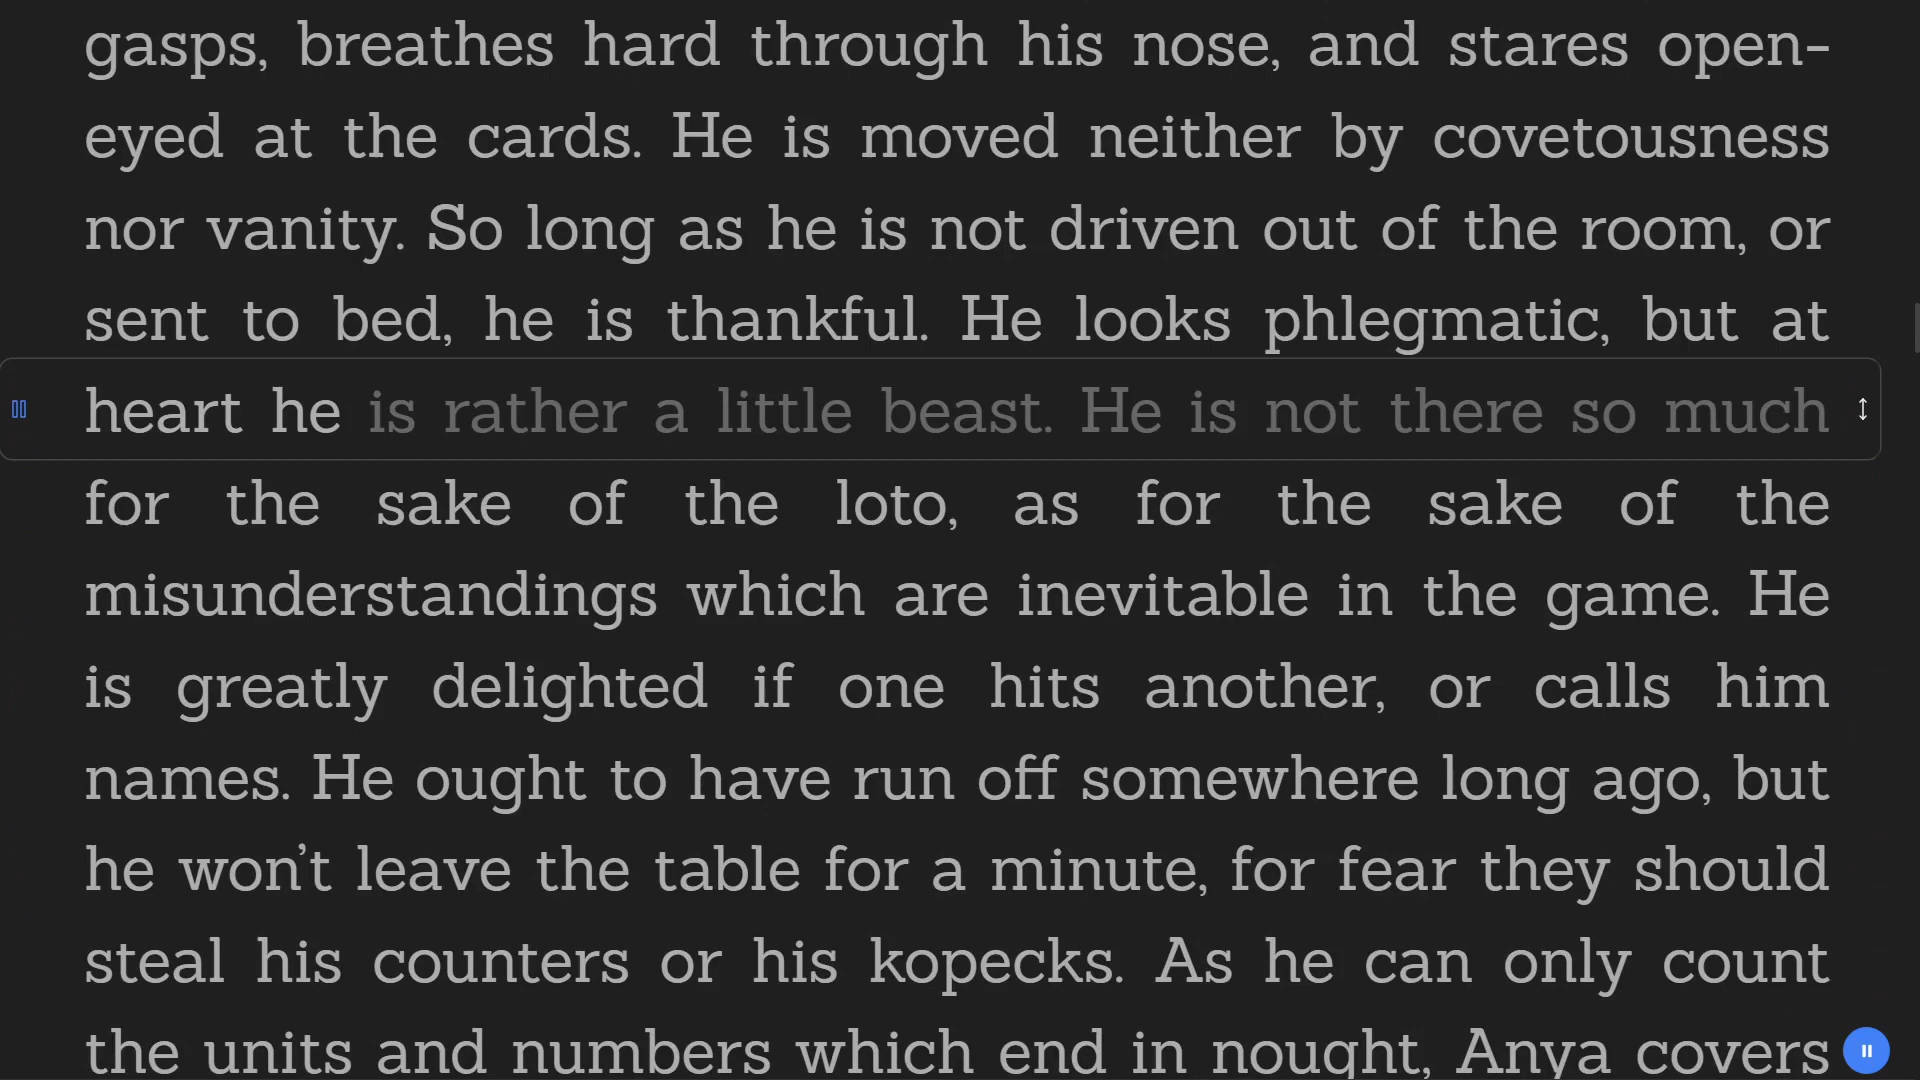 gasps, breathes hard through his nose, and stares open-
eyed at the cards. He is moved neither by covetousness
nor vanity. So long as he is not driven out of the room, or
sent to bed, he is thankful. He looks phlegmatic, but at
heart he is rather a little beast. He is not there so much
for the sake of the loto, as for the sake of the
misunderstandings which are inevitable in the game. He
is greatly delighted if one hits another, or calls him
names. He ought to have run off somewhere long ago, but
he won’t leave the table for a minute, for fear they should
steal his counters or his kopecks. As he can only count
the units and numbers which end in nought, Anya covers